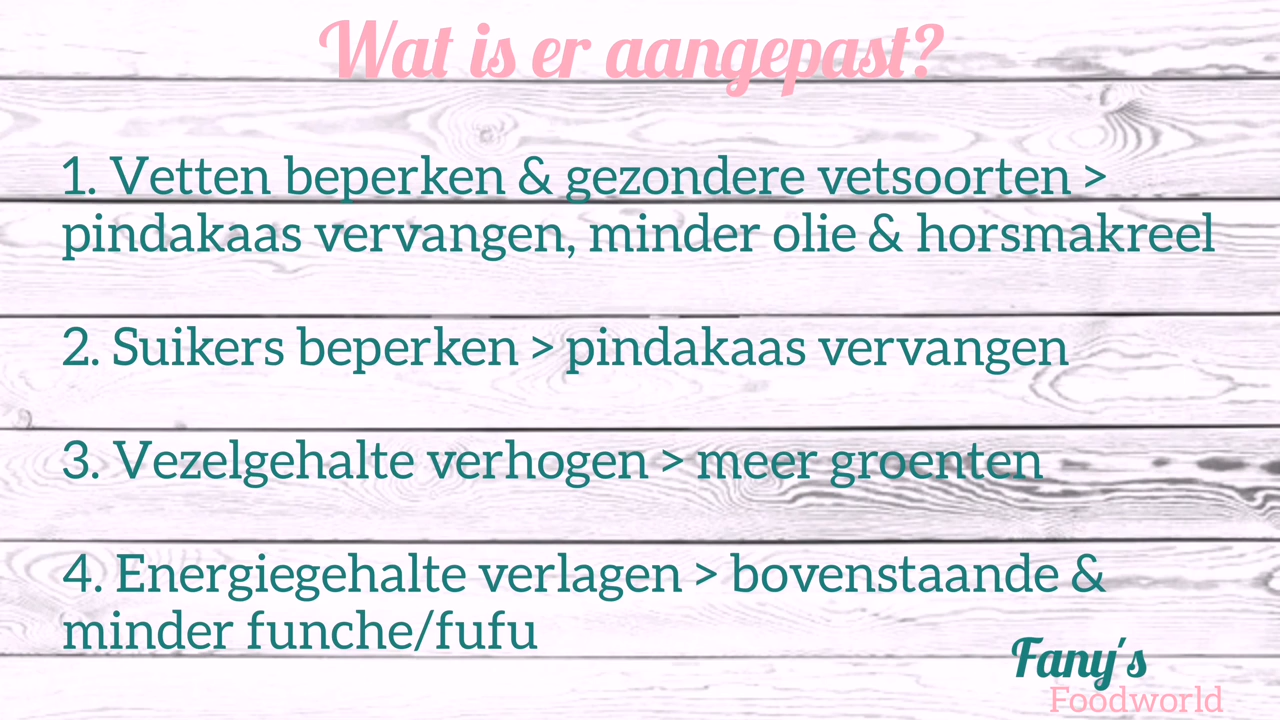 Wat is er aangepast?
1. Vetten beperken & gezondere vetsoorten >
pindakaas vervangen, minder olie & horsmakreel
2. Suikers beperken > pindakaas vervangen
3. Vezelgehalte verhogen > meer groenten
4. Energiegehalte verlagen > bovenstaande &
minder funche/fufu
Fany's
Foodworld